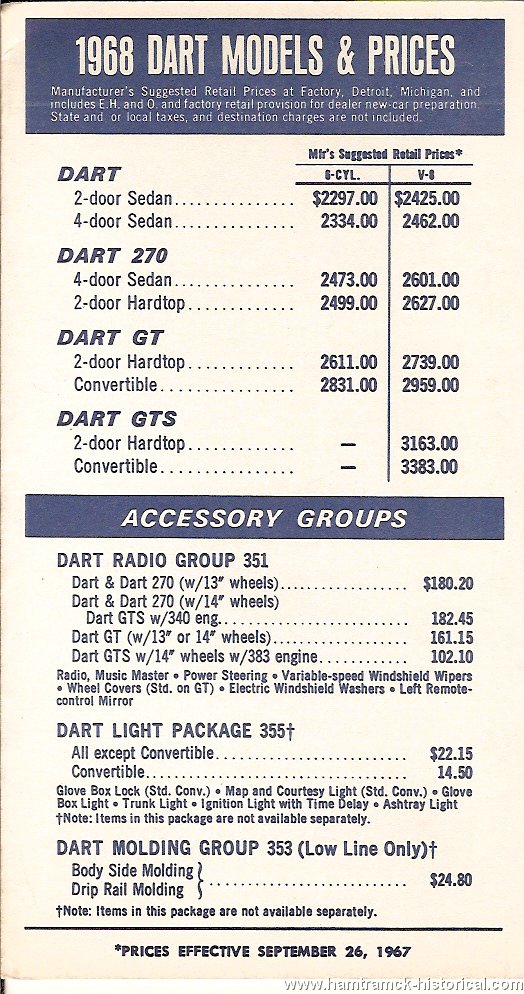 1968 DART MODELS & PRICES
Manufacturer's Suggested Retail Prices at Factory, Detroit, Michigan, and
includes E.H. and O. and factory retail provision for dealer new-car preparation.
State and or local taxes, and destination charges are not included.
Mfr's Suggested Retail Prices*
6-CYL. V-8
DART
2-door Sedan............... $2297.00 $2425.00
4-door Sedan............... 2334.00 2462.00
DART 270
4-door Sedan............... 2473.00 2601.00
2-door Hardtop............. 2499.00 2627.00
DART GT
2-door Hardtop............. 2611.00 2739.00
Convertible................ 2831.00 2959.00
DART GTS
2-door Hardtop............. — 3163.00
Convertible................ — 3383.00
ACCESSORY GROUPS
DART RADIO GROUP 351
Dart & Dart 270 (w/13" wheels).................. $180.20
Dart & Dart 270 (w/14" wheels)
Dart GTS w/340 eng........................... 182.45
Dart GT (w/13" or 14" wheels)................... 161.15
Dart GTS w/14" wheels w/383 engine............ 102.10
Radio, Music Master • Power Steering • Variable-speed Windshield Wipers
• Wheel Covers (Std. on GT) • Electric Windshield Washers • Left Remote-
control Mirror
DART LIGHT PACKAGE 355†
All except Convertible........................... $22.15
Convertible..................................... 14.50
Glove Box Lock (Std. Conv.) • Map and Courtesy Light (Std. Conv.) • Glove
Box Light • Trunk Light • Ignition Light with Time Delay • Ashtray Light
†Note: Items in this package are not available separately.
DART MOLDING GROUP 353 (Low Line Only)†
Body Side Molding
Drip Rail Molding } ............................ $24.80
†Note: Items in this package are not available separately.
*PRICES EFFECTIVE SEPTEMBER 26, 1967
www.hamtramck-historical.com